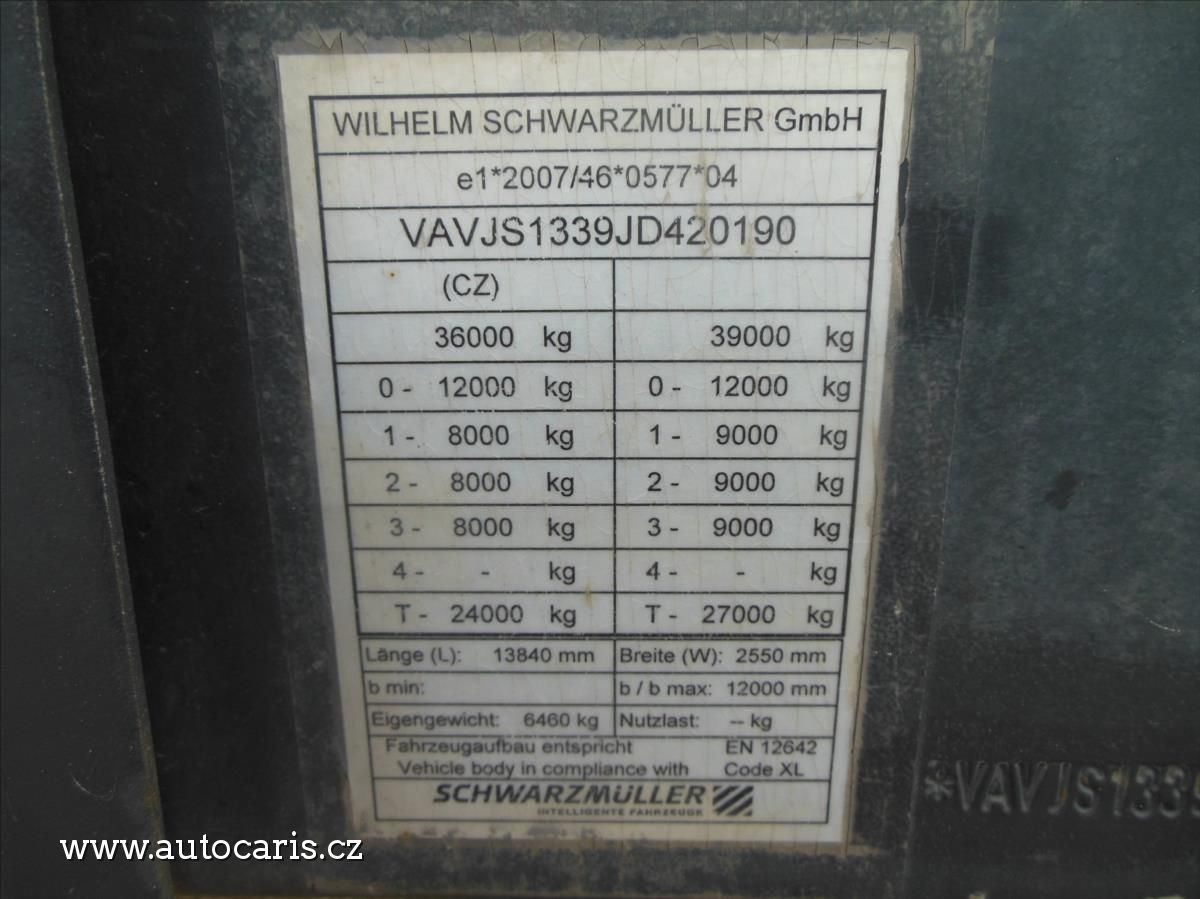 WILHELM SCHWARZMÜLLER GmbH
e1*2007/46*0577*04
VAVJS1339JD420190
(CZ)
36000 kg 39000 kg
0 - 12000 kg 0 - 12000 kg
1 - 8000 kg 1 - 9000 kg
2 - 8000 kg 2 - 9000 kg
3 - 8000 kg 3 - 9000 kg
4 - - kg 4 - - kg
T - 24000 kg T - 27000 kg
Länge (L): 13840 mm Breite (W): 2550 mm
b min: b / b max: 12000 mm
Eigengewicht: 6460 kg Nutzlast: -- kg
Fahrzeugaufbau entspricht EN 12642
Vehicle body in compliance with Code XL
SCHWARZMÜLLER
INTELLIGENTE FAHRZEUGE
*VAVJS1339
www.autocaris.cz